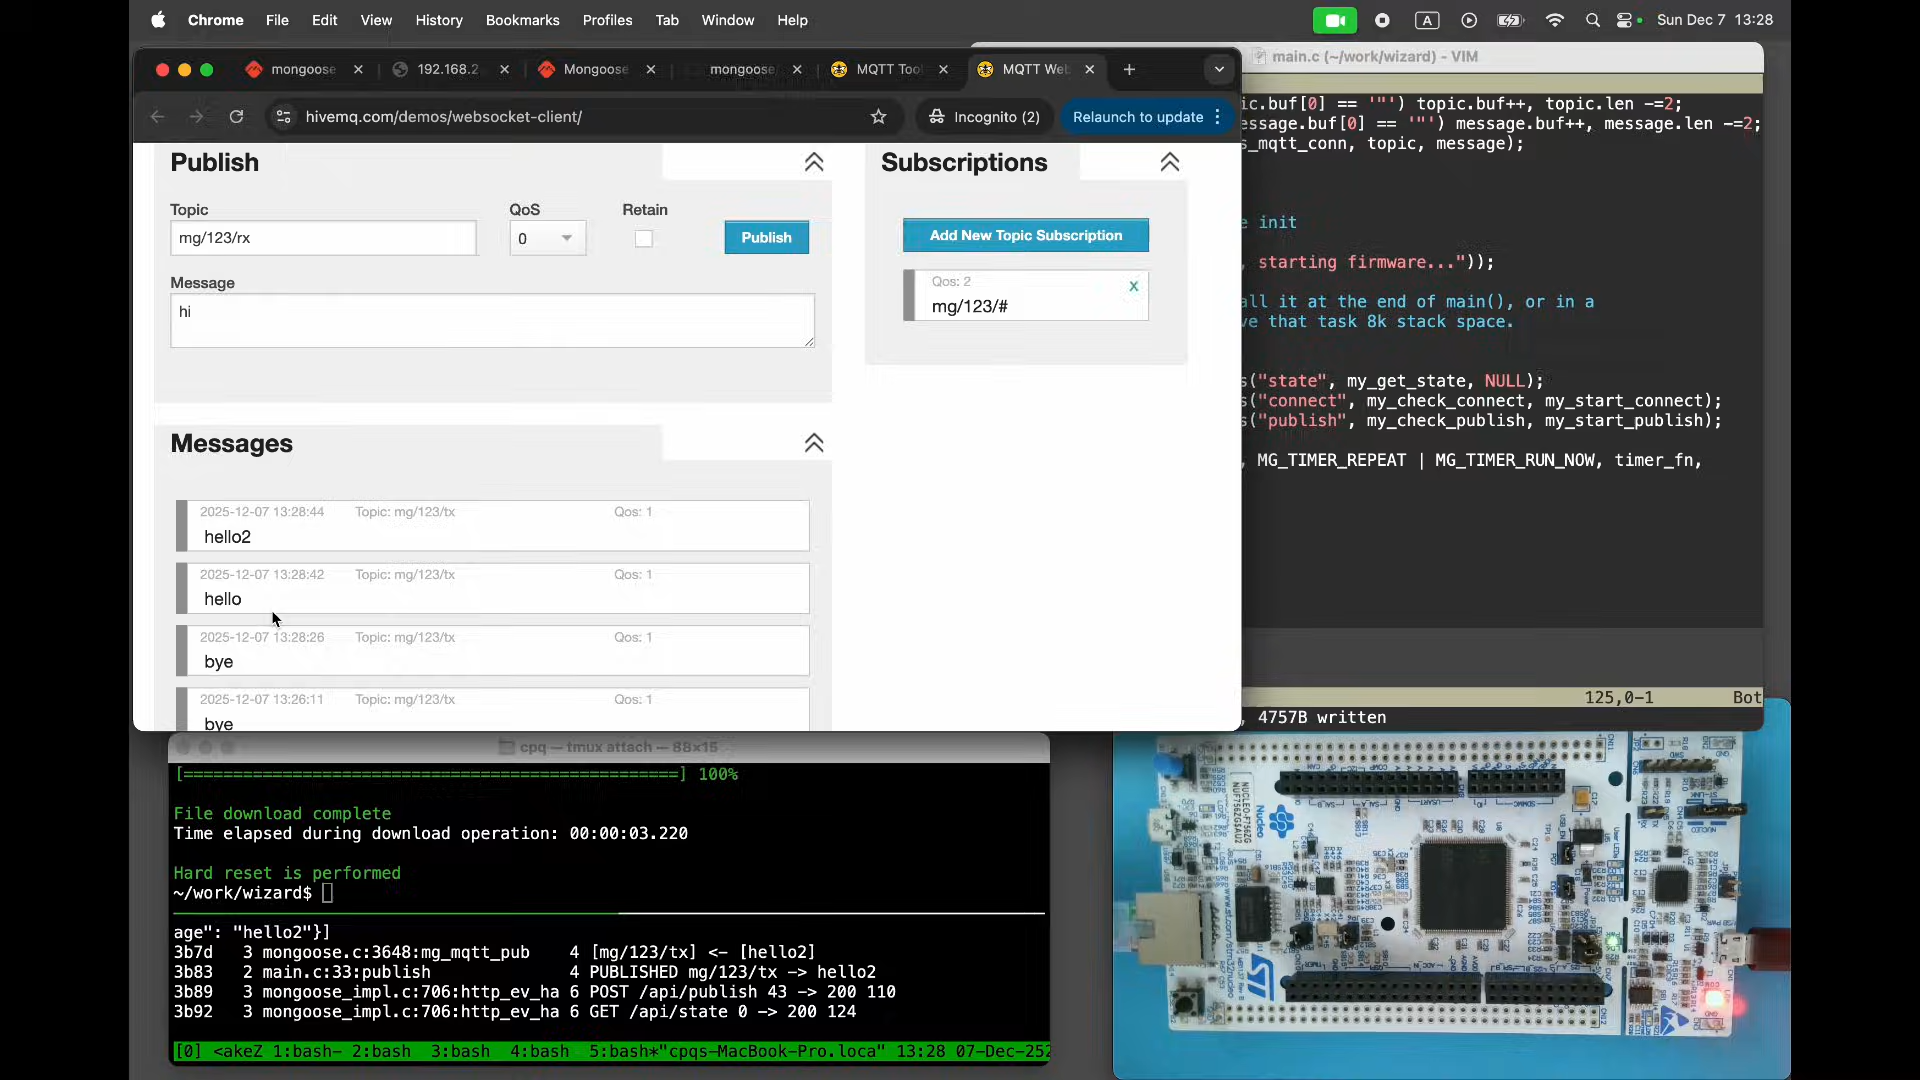 Chrome File Edit View History Bookmarks Profiles Tab Window Help
A
Sun Dec 7 13:28
mongoose
192.168.2
Mongoose
mongoose
MQTT Too
MQTT Web
main.c (~/work/wizard) - VIM
hivemq.com/demos/websocket-client/
Incognito (2)
Relaunch to update
Publish
Subscriptions
Topic
QoS
Retain
mg/123/rx
0
Publish
Message
hi
Add New Topic Subscription
Qos: 2
x
mg/123/#
Messages
2025-12-07 13:28:44 Topic: mg/123/tx Qos: 1
hello2
2025-12-07 13:28:42 Topic: mg/123/tx Qos: 1
hello
2025-12-07 13:28:26 Topic: mg/123/tx Qos: 1
bye
2025-12-07 13:26:11 Topic: mg/123/tx Qos: 1
bye
ic.buf[0] == '"') topic.buf++, topic.len -=2;
essage.buf[0] == '"') message.buf++, message.len -=2;
s_mqtt_conn, topic, message);
e init
, starting firmware..."));
all it at the end of main(), or in a
ve that task 8k stack space.
s("state", my_get_state, NULL);
s("connect", my_check_connect, my_start_connect);
s("publish", my_check_publish, my_start_publish);
, MG_TIMER_REPEAT | MG_TIMER_RUN_NOW, timer_fn,
125,0-1 Bot
, 4757B written
cpq — tmux attach — 88×15
[================================================] 100%
File download complete
Time elapsed during download operation: 00:00:03.220
Hard reset is performed
~/work/wizard$
age": "hello2"}]
3b7d 3 mongoose.c:3648:mg_mqtt_pub 4 [mg/123/tx] <- [hello2]
3b83 2 main.c:33:publish 4 PUBLISHED mg/123/tx -> hello2
3b89 3 mongoose_impl.c:706:http_ev_ha 6 POST /api/publish 43 -> 200 110
3b92 3 mongoose_impl.c:706:http_ev_ha 6 GET /api/state 0 -> 200 124
[0] <akeZ 1:bash- 2:bash 3:bash 4:bash 5:bash*"cpqs-MacBook-Pro.loca" 13:28 07-Dec-252
Nucleo
ST